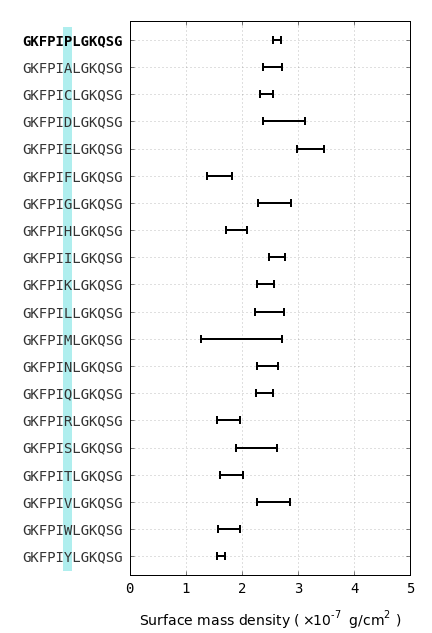 GKFPIPLGKQSG
GKFPIALGKQSG
GKFPICLGKQSG
GKFPIDLGKQSG
GKFPIELGKQSG
GKFPIFLGKQSG
GKFPIGLGKQSG
GKFPIHLGKQSG
GKFPIILGKQSG
GKFPIKLGKQSG
GKFPILLGKQSG
GKFPIMLGKQSG
GKFPINLGKQSG
GKFPIQLGKQSG
GKFPIRLGKQSG
GKFPISLGKQSG
GKFPITLGKQSG
GKFPIVLGKQSG
GKFPIWLGKQSG
GKFPIYLGKQSG
0 1 2 3 4 5
Surface mass density ( ×10⁻⁷ g/cm² )